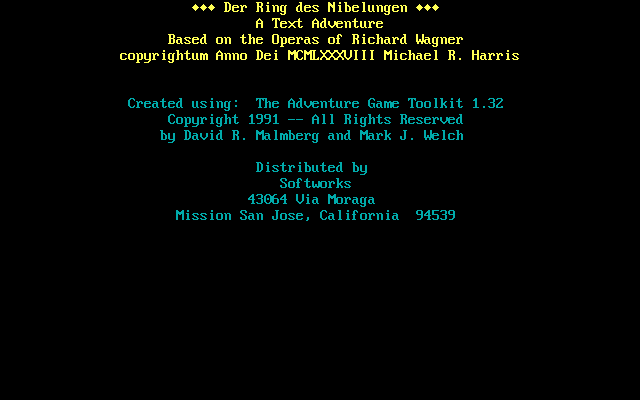 ♦♦♦ Der Ring des Nibelungen ♦♦♦
A Text Adventure
Based on the Operas of Richard Wagner
copyrightum Anno Dei MCMLXXXVIII Michael R. Harris
Created using:  The Adventure Game Toolkit 1.32
Copyright 1991 -- All Rights Reserved
by David R. Malmberg and Mark J. Welch
Distributed by
Softworks
43064 Via Moraga
Mission San Jose, California  94539